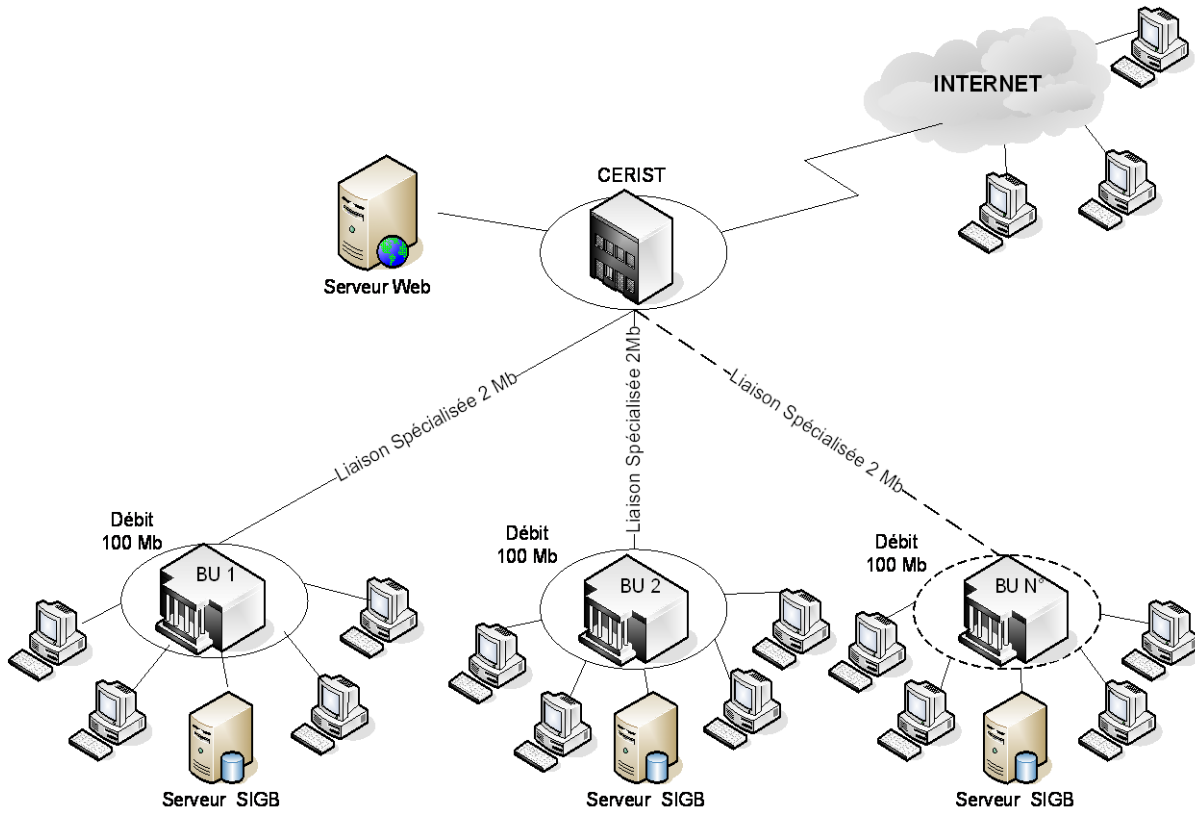 INTERNET
CERIST
Serveur Web
Liaison Spécialisée 2 Mb
Liaison Spécialisée 2Mb
Liaison Spécialisée 2 Mb
Débit
100 Mb
BU 1
Débit
100 Mb
BU 2
Débit
100 Mb
BU N°
Serveur SIGB
Serveur SIGB
Serveur SIGB